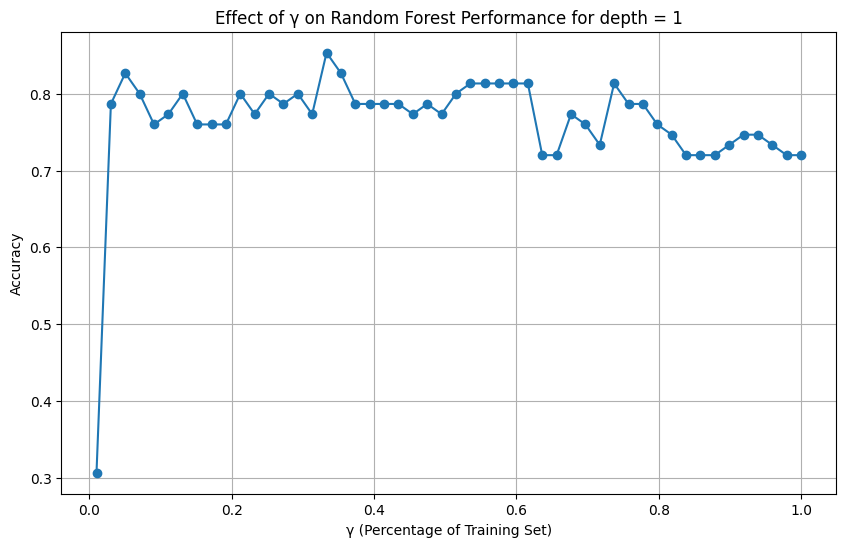 Effect of γ on Random Forest Performance for depth = 1
Accuracy
0.8
0.7
0.6
0.5
0.4
0.3
0.0 0.2 0.4 0.6 0.8 1.0
γ (Percentage of Training Set)